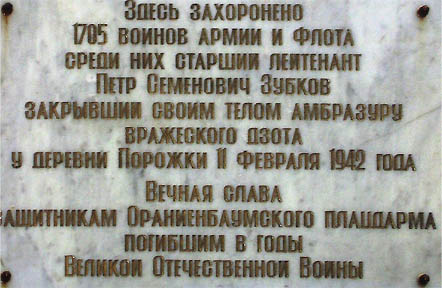 Здесь захоронено
1705 воинов армии и флота
среди них старший лейтенант
Петр Семенович Зубков
закрывший своим телом амбразуру
вражеского дзота
у деревни Порожки 11 февраля 1942 года
Вечная слава
защитникам Ораниенбаумского плацдарма
погибшим в годы
Великой Отечественной Войны